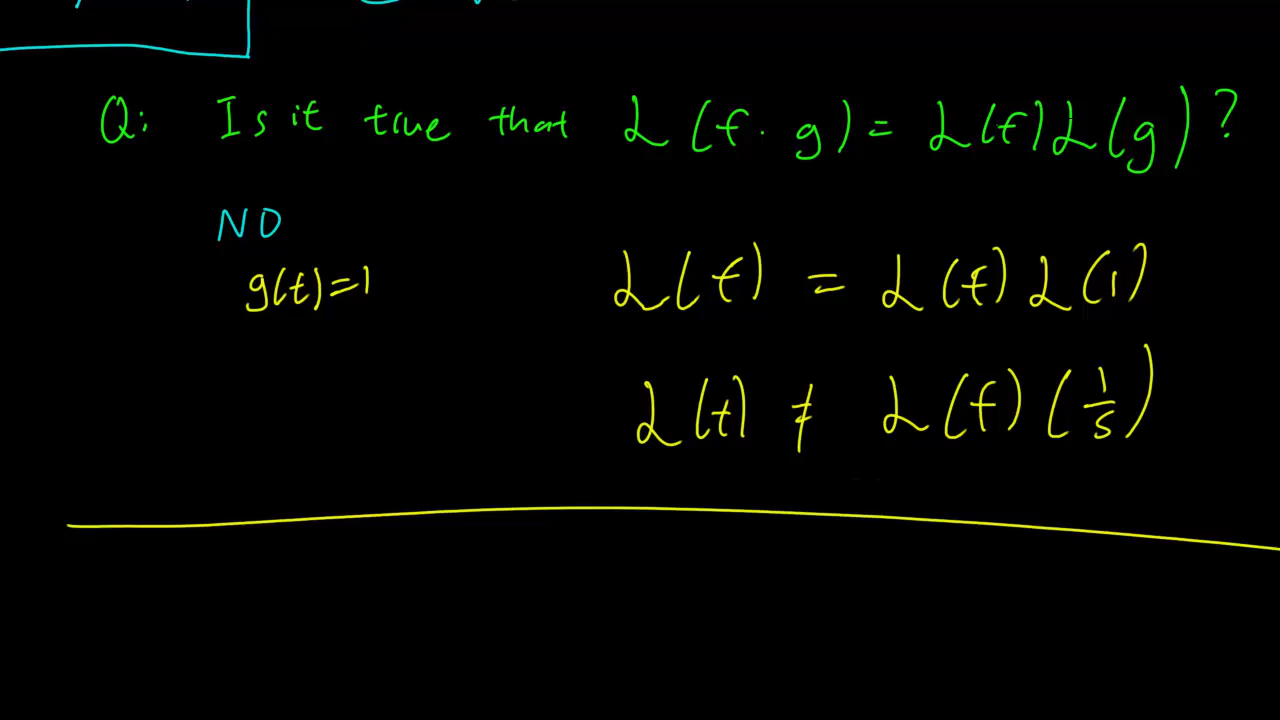 Q: Is it true that ℒ(f·g) = ℒ(f)ℒ(g)?
NO
g(t)=1 ℒ(f) = ℒ(f)ℒ(1)
ℒ(f) ≠ ℒ(f)(1/s)